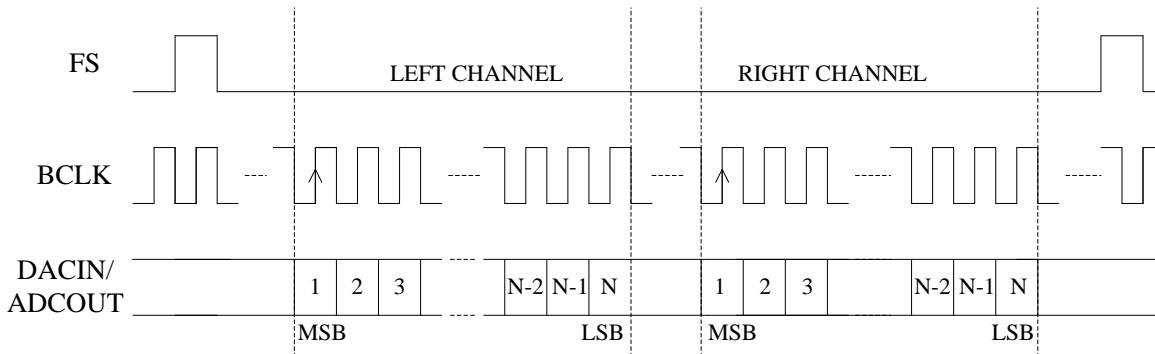 FS
LEFT CHANNEL
RIGHT CHANNEL
BCLK
DACIN/
ADCOUT
1 2 3 N-2 N-1 N 1 2 3 N-2 N-1 N
MSB LSB MSB LSB